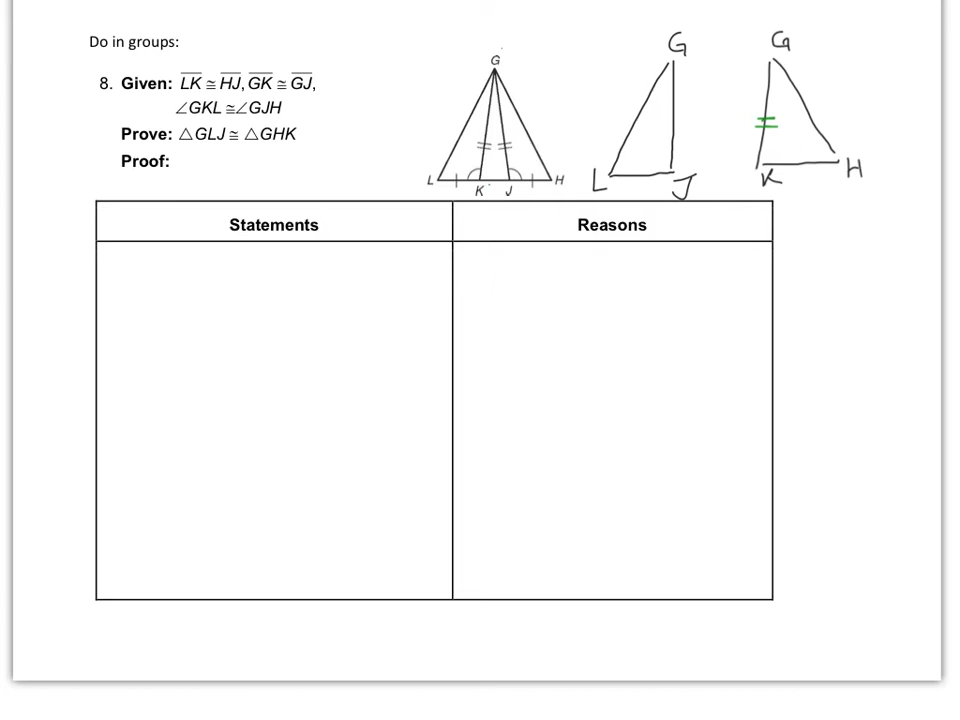 Do in groups:
8. Given: LK ≅ HJ, GK ≅ GJ,
∠GKL ≅∠GJH
Prove: △GLJ ≅ △GHK
Proof:
G
L
K
J
H
G
L
J
G
K
H
Statements
Reasons